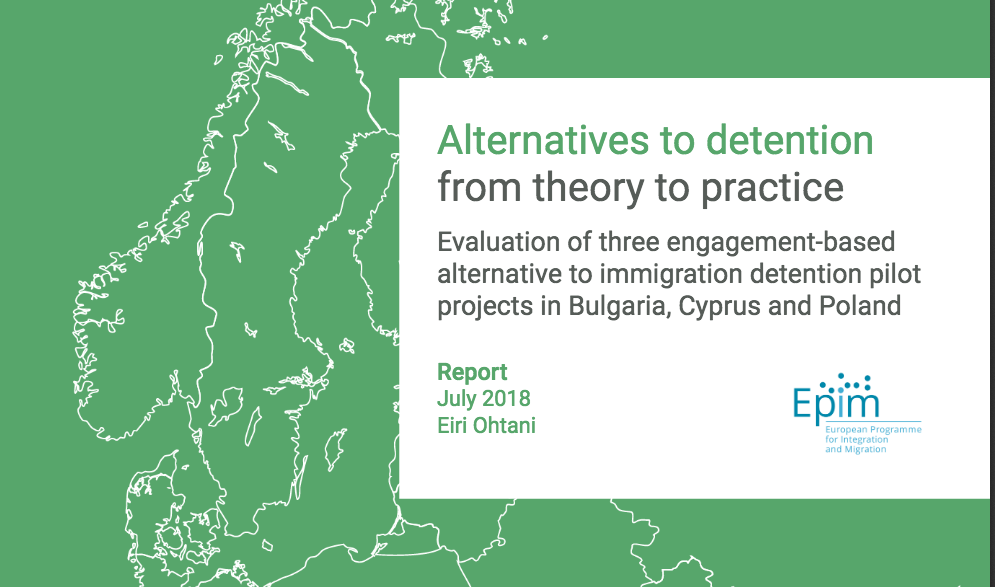 Alternatives to detention
from theory to practice
Evaluation of three engagement-based
alternative to immigration detention pilot
projects in Bulgaria, Cyprus and Poland
Report
July 2018
Eiri Ohtani
Epim
European Programme
for Integration
and Migration